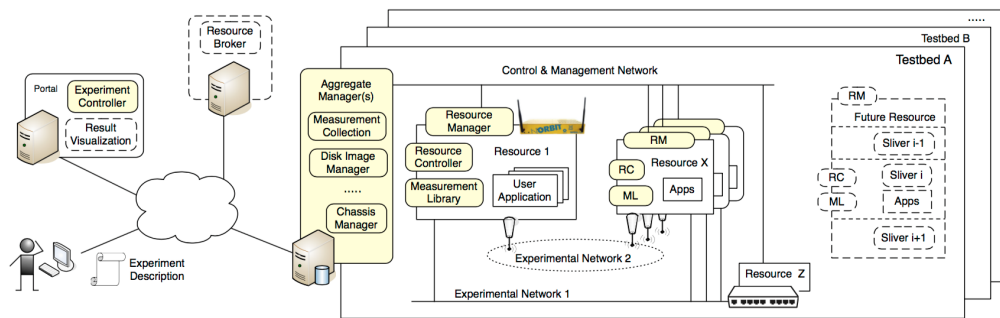 .....
Testbed B
Testbed A
Resource
Broker
Portal
Experiment
Controller
Result
Visualization
Experiment
Description
Aggregate
Manager(s)
Measurement
Collection
Disk Image
Manager
.....
Chassis
Manager
Control & Management Network
Resource
Manager
ORBIT
Resource 1
Resource
Controller
Measurement
Library
User
Application
RM
Resource X
RC
ML
Apps
Experimental Network 2
Experimental Network 1
Resource Z
RM
Future Resource
Sliver i-1
RC
Sliver i
ML
Apps
Sliver i+1